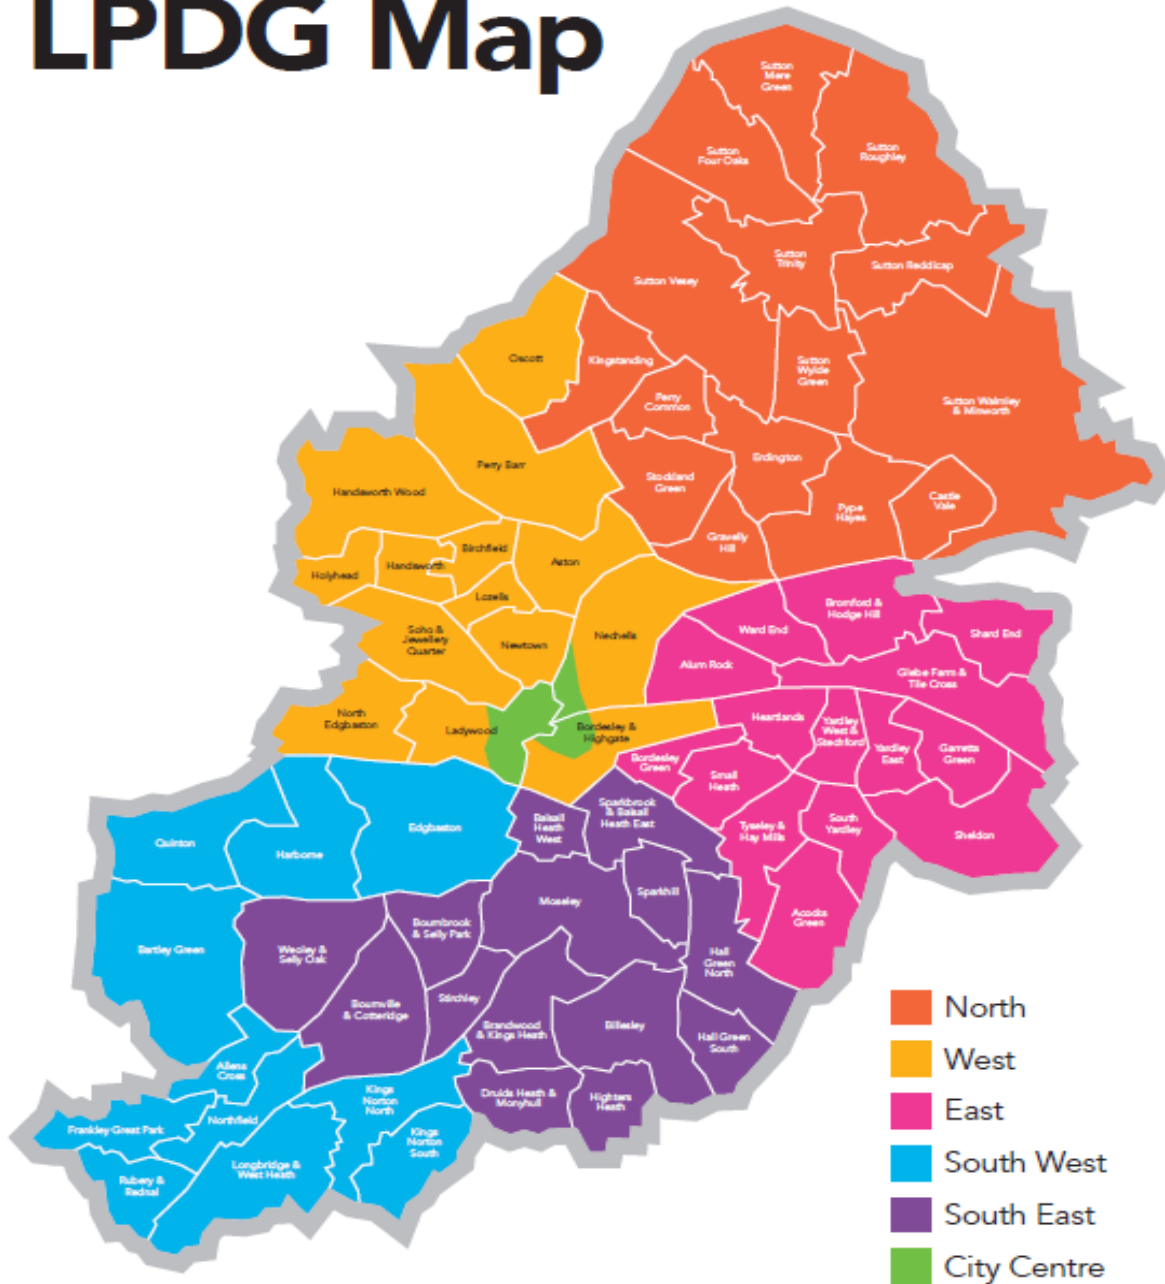 LPDG Map
Sutton
Mere
Green
Sutton
Four Oaks
Sutton
Roughley
Sutton
Trinity
Sutton Reddicap
Sutton Vesey
Oscott
Kingstanding
Sutton
Wylde
Green
Perry
Common
Sutton Walmley
& Minworth
Perry Barr
Erdington
Stockland
Green
Handsworth Wood
Castle
Vale
Pype
Hayes
Gravelly
Hill
Birchfield
Aston
Handsworth
Holyhead
Lozells
Bromford &
Hodge Hill
Ward End
Shard End
Soho &
Jewellery
Quarter
Newtown
Nechells
Alum Rock
Glebe Farm &
Tile Cross
North
Edgbaston
Ladywood
Bordesley &
Highgate
Heartlands
Yardley
West &
Stechford
Yardley
East
Garretts
Green
Bordesley
Green
Small
Heath
Sparkbrook
& Balsall
Heath East
Balsall
Heath
West
Edgbaston
Quinton
Harborne
Tyseley &
Hay Mills
South
Yardley
Sheldon
Sparkhill
Moseley
Acocks
Green
Bournbrook
& Selly Park
Bartley Green
Weoley &
Selly Oak
Hall
Green
North
Stirchley
Bournville
& Cotteridge
Brandwood
& Kings Heath
Billesley
Hall Green
South
Allens
Cross
Kings
Norton
North
Druids Heath &
Monyhull
Highters
Heath
Northfield
Frankley Great Park
Kings
Norton
South
Longbridge &
West Heath
Rubery &
Rednal
North
West
East
South West
South East
City Centre